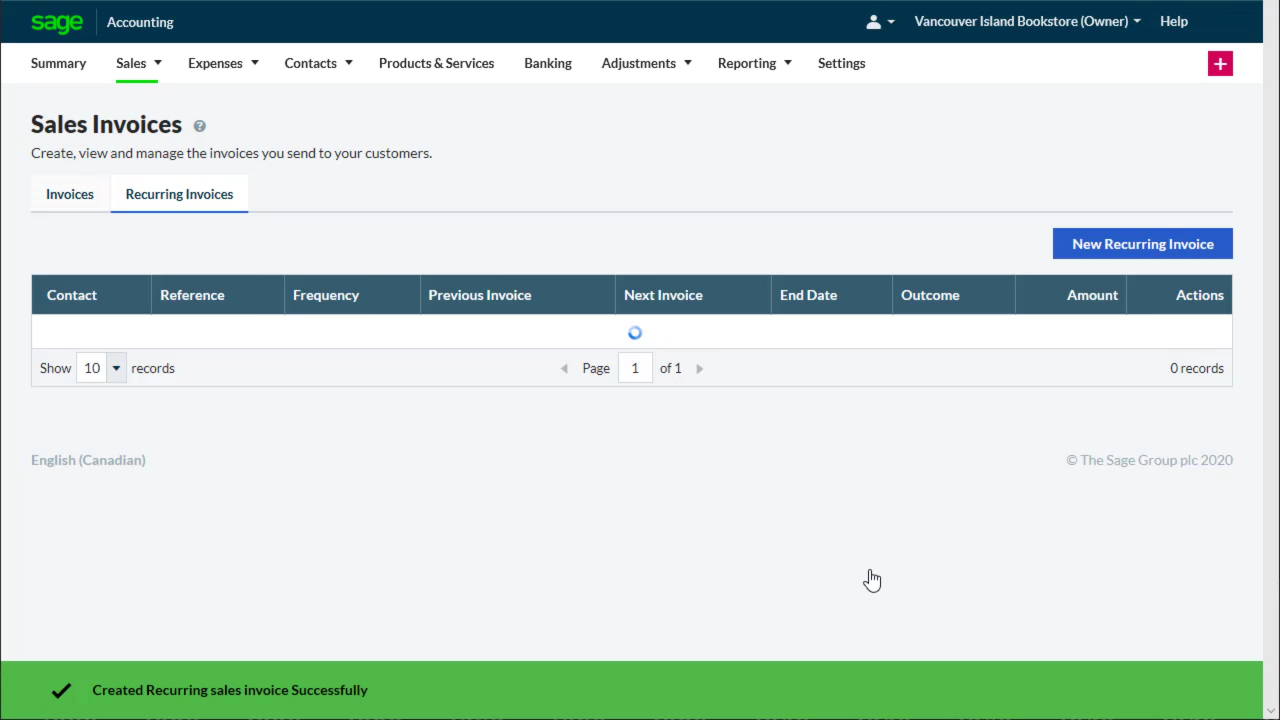 sage Accounting Vancouver Island Bookstore (Owner) Help
Summary Sales Expenses Contacts Products & Services Banking Adjustments Reporting Settings
Sales Invoices
Create, view and manage the invoices you send to your customers.
Invoices Recurring Invoices
New Recurring Invoice
Contact Reference Frequency Previous Invoice Next Invoice End Date Outcome Amount Actions
Show 10 records Page 1 of 1 0 records
English (Canadian) © The Sage Group plc 2020
Created Recurring sales invoice Successfully